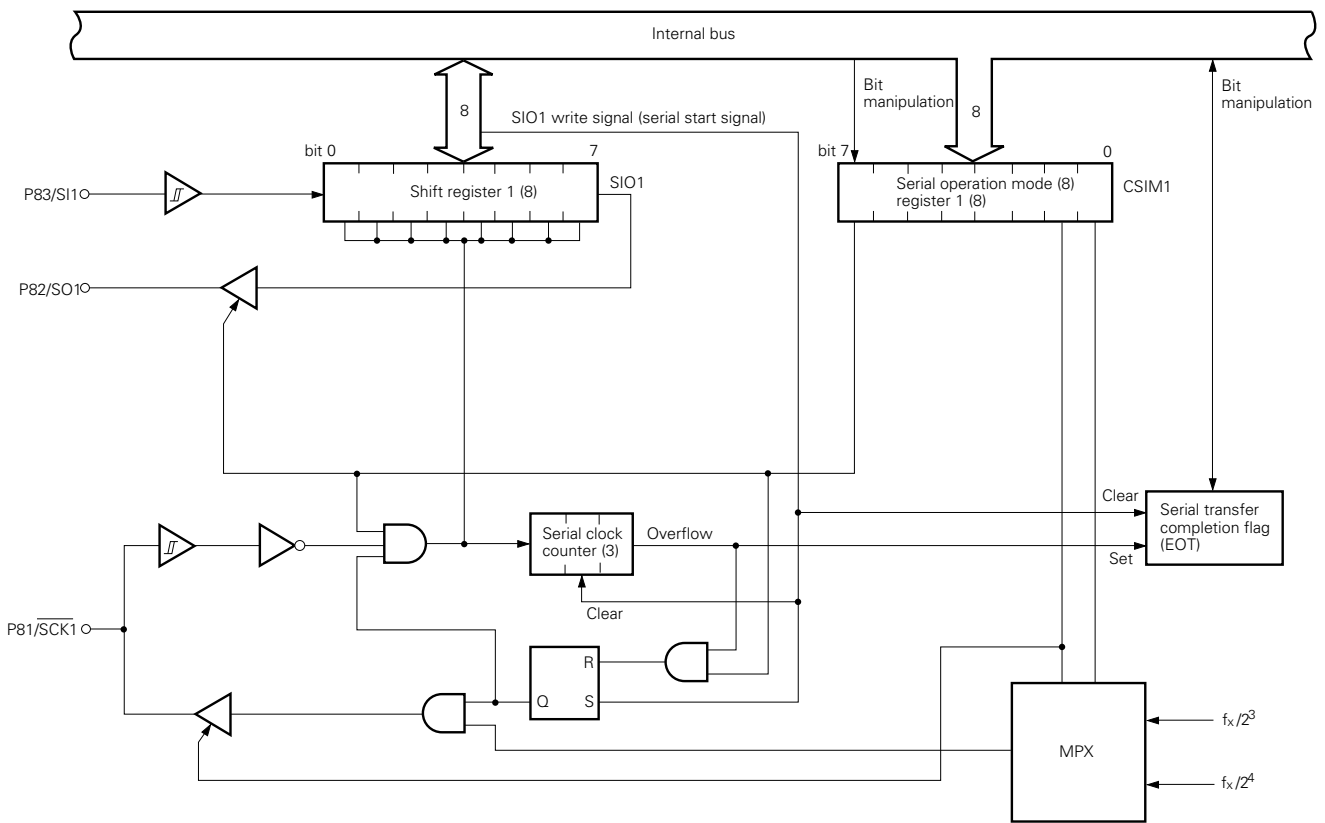 Internal bus
8
SIO1 write signal (serial start signal)
Bit
manipulation
8
Bit
manipulation
bit 0
7
bit 7
0
P83/SI1
Shift register 1 (8)
SIO1
Serial operation mode (8)
register 1 (8)
CSIM1
P82/SO1
Clear
Serial clock
counter (3)
Overflow
Serial transfer
completion flag
(EOT)
Set
Clear
P81/SCK1
R
Q
S
MPX
fx/2³
fx/2⁴